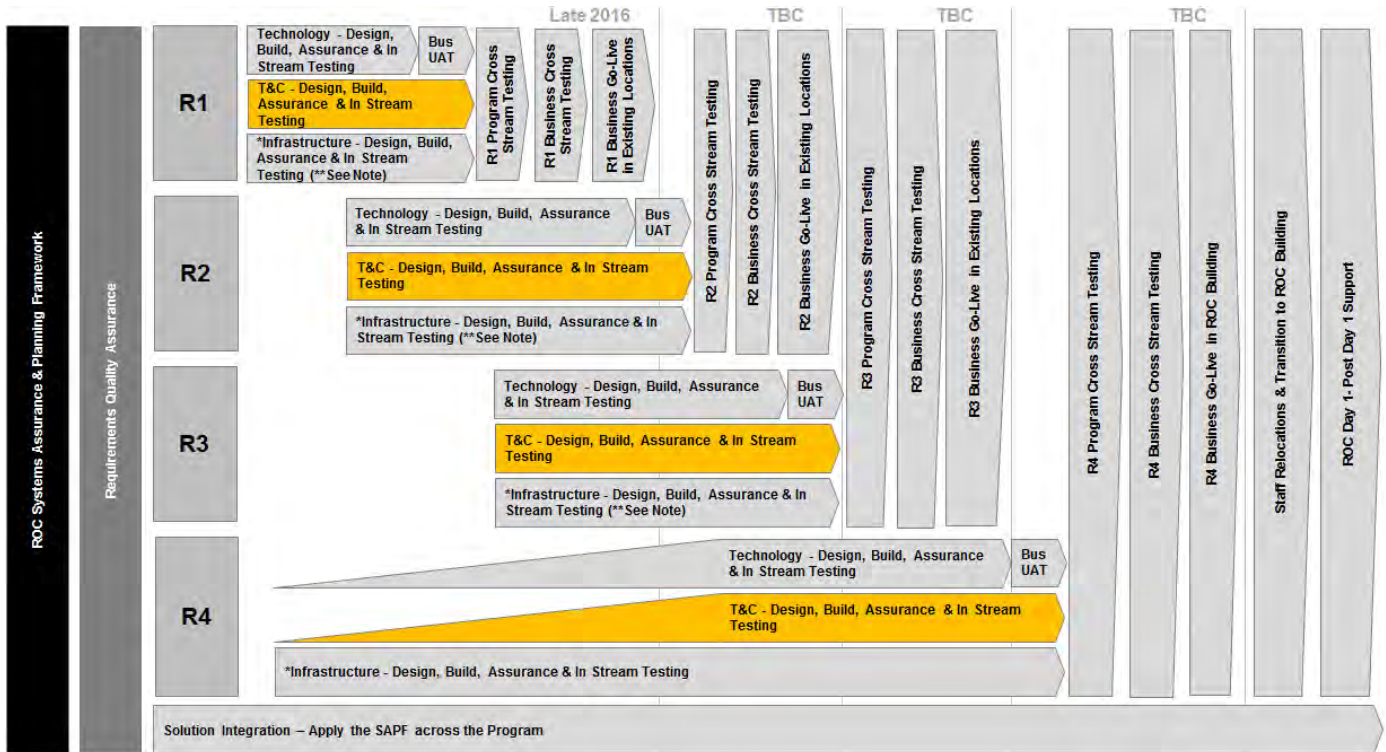 Late 2016
TBC
TBC
TBC
ROC Systems Assurance & Planning Framework
Requirements Quality Assurance
R1
Technology - Design,
Build, Assurance & In
Stream Testing
Bus
UAT
T&C - Design, Build,
Assurance & In Stream
Testing
*Infrastructure - Design, Build,
Assurance & In Stream
Testing (**See Note)
R1 Program Cross
Stream Testing
R1 Business Cross
Stream Testing
R1 Business Go-Live
in Existing Locations
R2
Technology - Design, Build, Assurance
& In Stream Testing
Bus
UAT
T&C - Design, Build, Assurance & In Stream
Testing
*Infrastructure - Design, Build, Assurance & In
Stream Testing (**See Note)
R2 Program Cross Stream Testing
R2 Business Cross Stream Testing
R2 Business Go-Live in Existing Locations
R3
Technology - Design, Build, Assurance
& In Stream Testing
Bus
UAT
T&C - Design, Build, Assurance & In Stream
Testing
*Infrastructure - Design, Build, Assurance & In
Stream Testing (**See Note)
R3 Program Cross Stream Testing
R3 Business Cross Stream Testing
R3 Business Go-Live in Existing Locations
R4
Technology - Design, Build, Assurance
& In Stream Testing
Bus
UAT
T&C - Design, Build, Assurance & In Stream
Testing
*Infrastructure - Design, Build, Assurance & In Stream Testing
R4 Program Cross Stream Testing
R4 Business Cross Stream Testing
R4 Business Go-Live in ROC Building
Staff Relocations & Transition to ROC Building
ROC Day 1- Post Day 1 Support
Solution Integration – Apply the SAPF across the Program